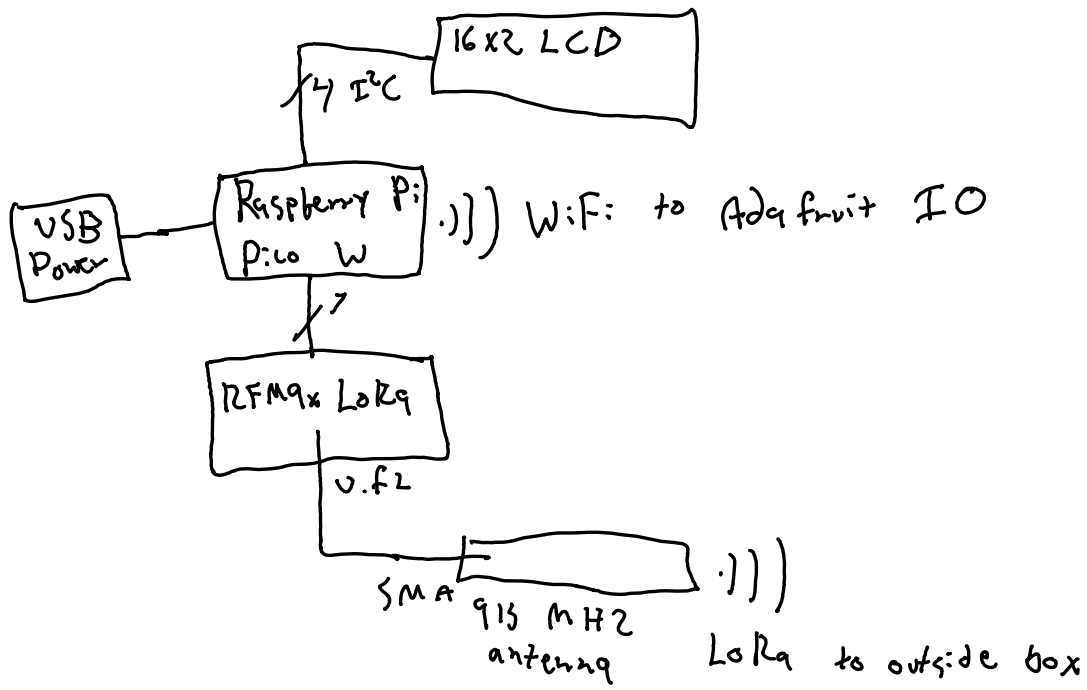 16x2 LCD
4 I²C
Raspberry Pi
Pico W
USB
Power
WiFi to Adafruit IO
7
RFM9x LoRa
u.fl
SMA
915 MHz
antenna
LoRa to outside box